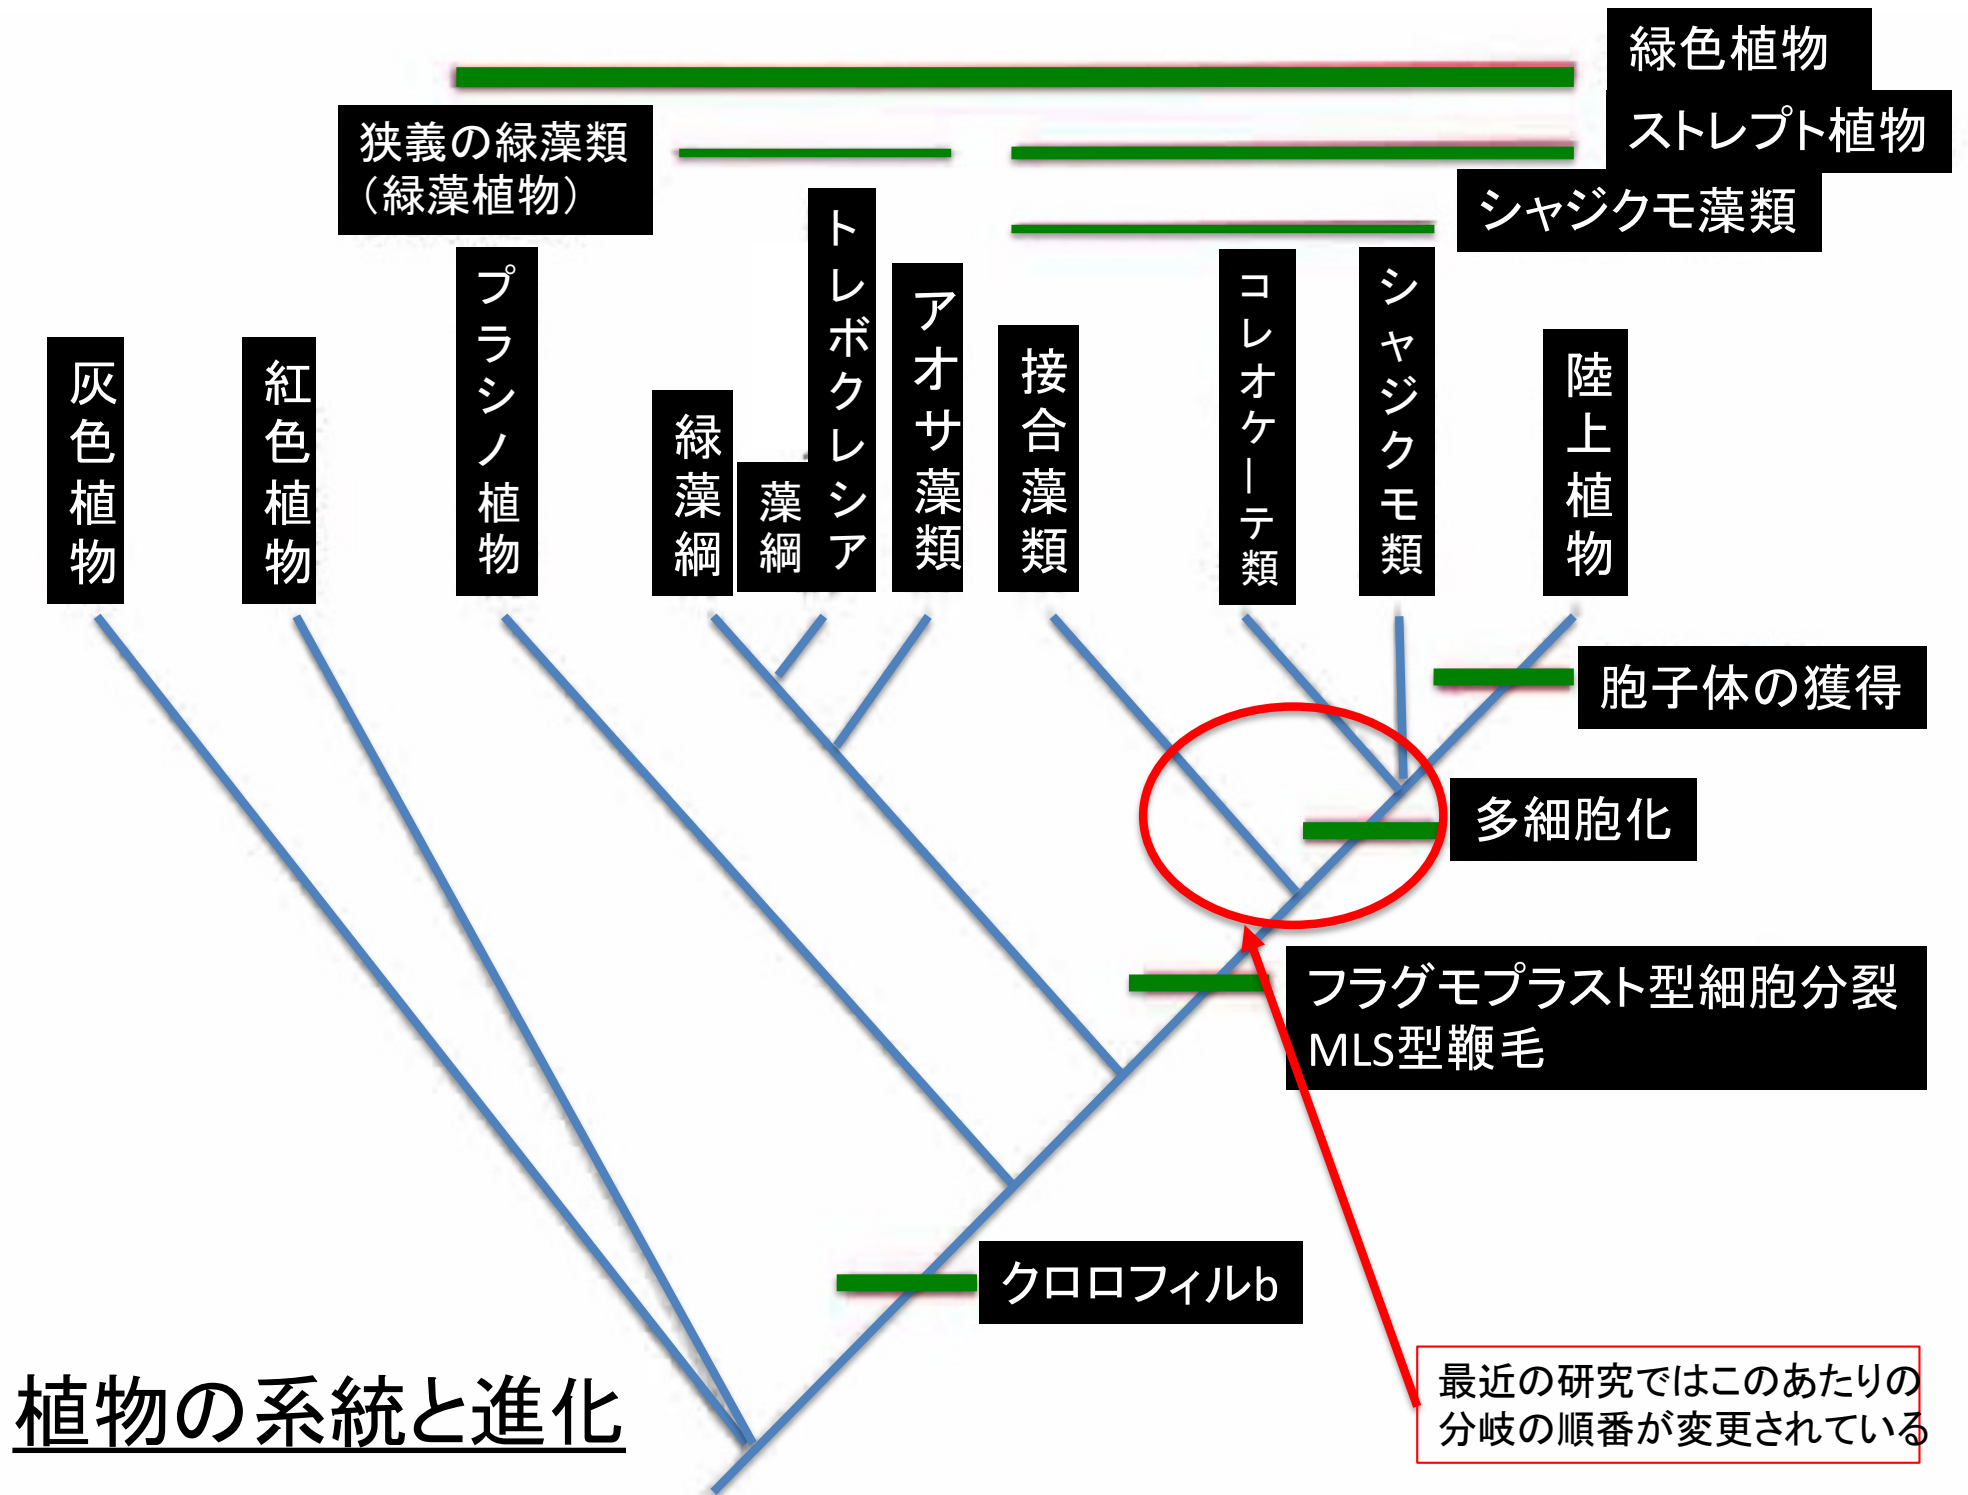 緑色植物
ストレプト植物
狭義の緑藻類
（緑藻植物）
シャジクモ藻類
灰色植物
紅色植物
プラシノ植物
緑藻綱
トレボクレシア
藻綱
アオサ藻類
接合藻類
コレオケーテ類
シャジクモ類
陸上植物
胞子体の獲得
多細胞化
フラグモプラスト型細胞分裂
MLS型鞭毛
クロロフィルb
最近の研究ではこのあたりの
分岐の順番が変更されている
植物の系統と進化